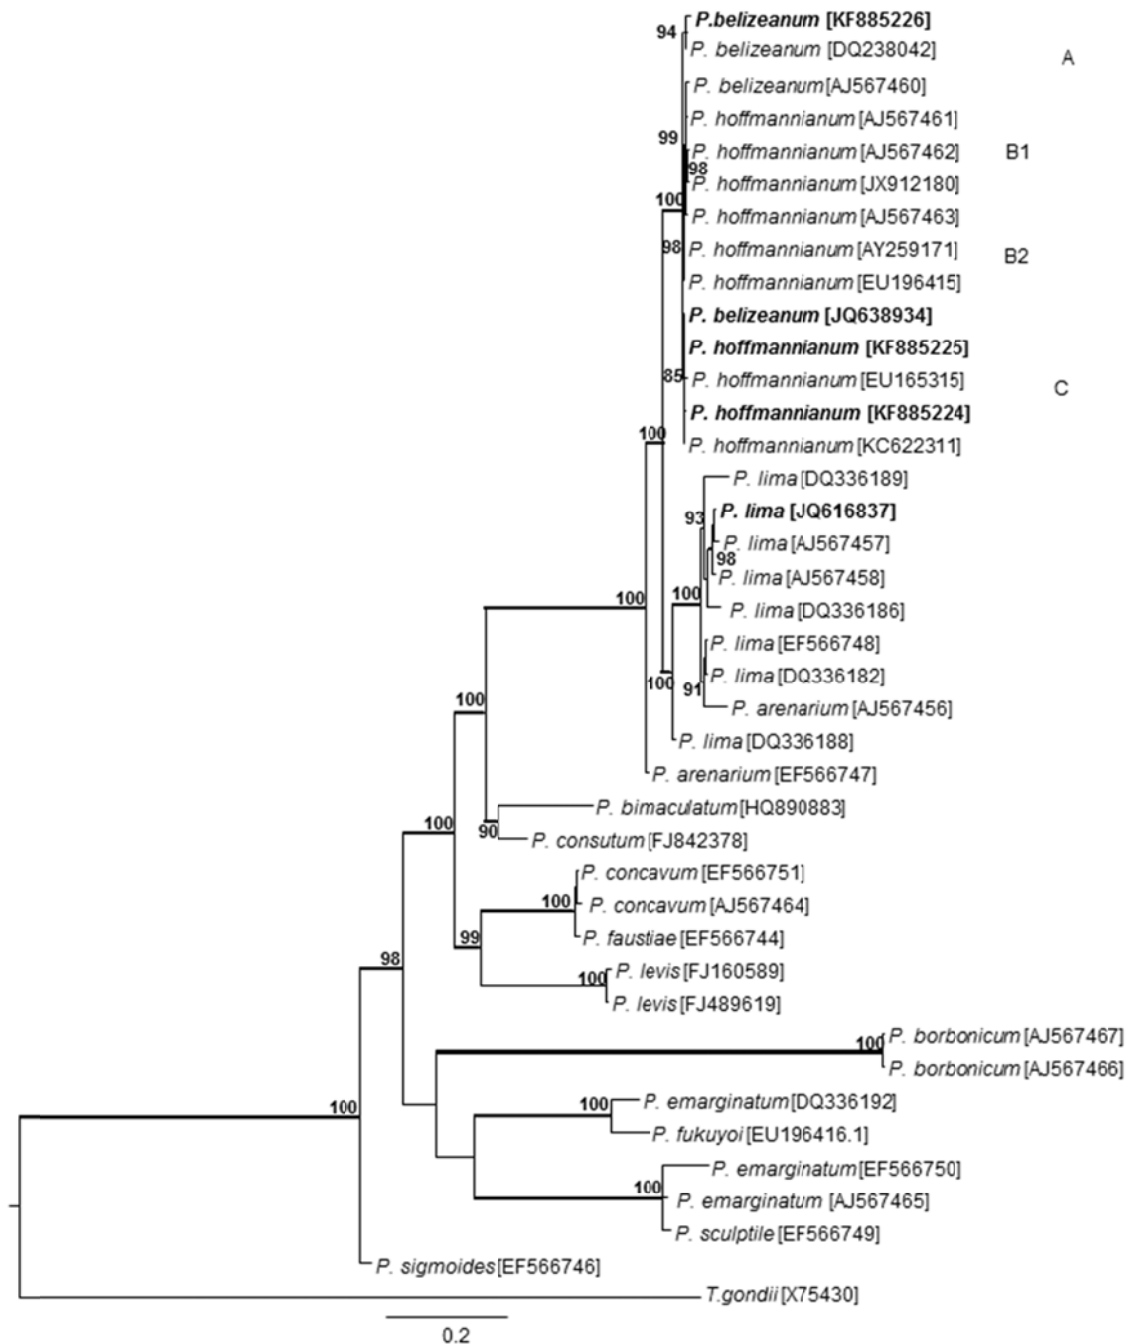 P.belizeanum [KF885226]
94
P. belizeanum [DQ238042]
A
P. belizeanum[AJ567460]
P. hoffmannianum [AJ567461]
99
P. hoffmannianum [AJ567462]
B1
98
P. hoffmannianum [JX912180]
100
P. hoffmannianum [AJ567463]
98
P. hoffmannianum [AY259171]
B2
P. hoffmannianum [EU196415]
P. belizeanum [JQ638934]
P. hoffmannianum [KF885225]
85
P. hoffmannianum [EU165315]
C
P. hoffmannianum [KF885224]
100
P. hoffmannianum [KC622311]
P. lima [DQ336189]
93
P. lima [JQ616837]
P. lima [AJ567457]
98
P. lima [AJ567458]
100
100
P. lima [DQ336186]
P. lima [EF566748]
P. lima [DQ336182]
100
91
P. arenarium [AJ567456]
100
P. lima [DQ336188]
P. arenarium [EF566747]
P. bimaculatum [HQ890883]
100
90
P. consutum [FJ842378]
P. concavum [EF566751]
100
P. concavum [AJ567464]
99
P. faustiae [EF566744]
98
100
P. levis [FJ160589]
P. levis [FJ489619]
100
P. borbonicum [AJ567467]
P. borbonicum [AJ567466]
100
100
P. emarginatum [DQ336192]
P. fukuyoi [EU196416.1]
P. emarginatum [EF566750]
100
P. emarginatum [AJ567465]
P. sculptile [EF566749]
P. sigmoides[EF566746]
T.gondii [X75430]
0.2